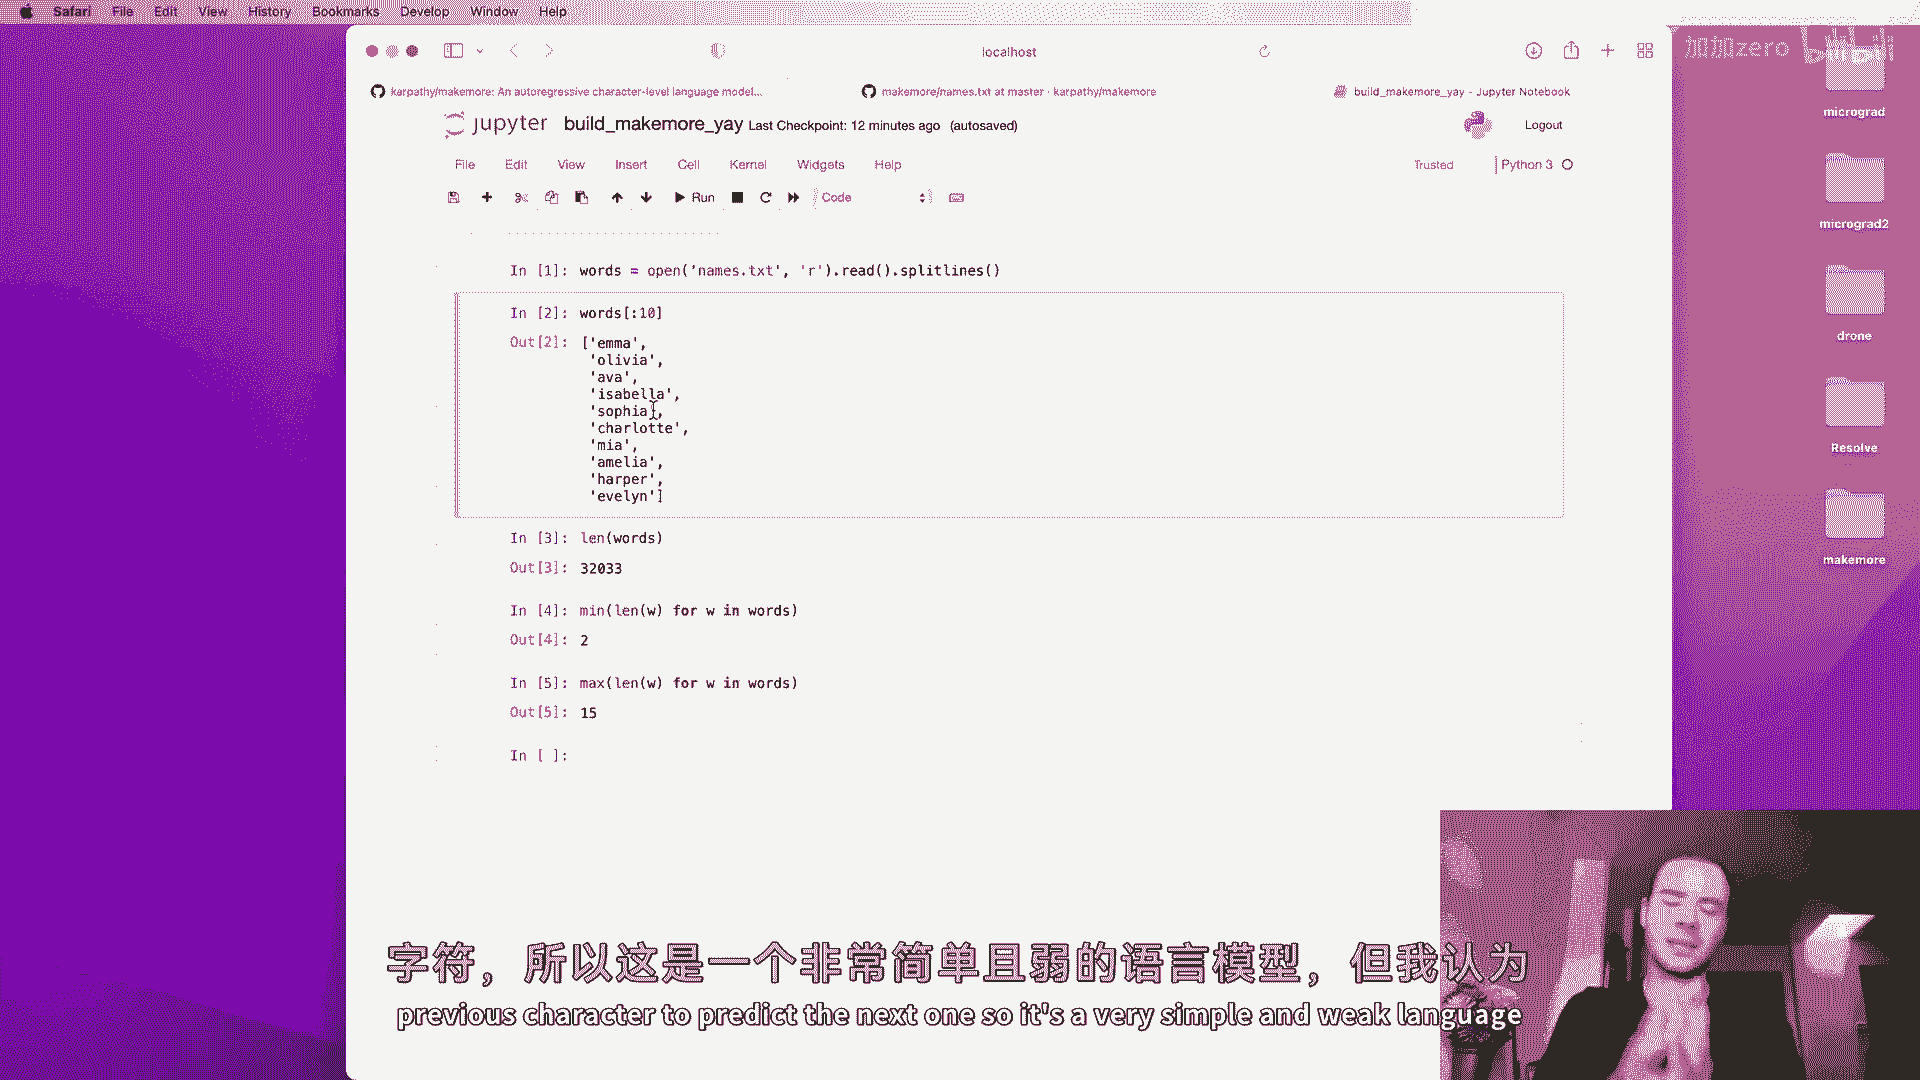 Safari File Edit View History Bookmarks Develop Window Help
加加zero bilibili
localhost
karpathy/makemore: An autoregressive character-level language model...
makemore/names.txt at master · karpathy/makemore
build_makemore_yay - Jupyter Notebook
jupyter build_makemore_yay Last Checkpoint: 12 minutes ago (autosaved)
Logout
File Edit View Insert Cell Kernel Widgets Help
Trusted Python 3
Run Code
In [1]: words = open('names.txt', 'r').read().splitlines()
In [2]: words[:10]
Out[2]: ['emma',
'olivia',
'ava',
'isabella',
'sophia',
'charlotte',
'mia',
'amelia',
'harper',
'evelyn']
In [3]: len(words)
Out[3]: 32033
In [4]: min(len(w) for w in words)
Out[4]: 2
In [5]: max(len(w) for w in words)
Out[5]: 15
In [ ]:
micrograd
micrograd2
drone
Resolve
makemore
字符，所以这是一个非常简单且弱的语言模型，但我认为
previous character to predict the next one so it's a very simple and weak language